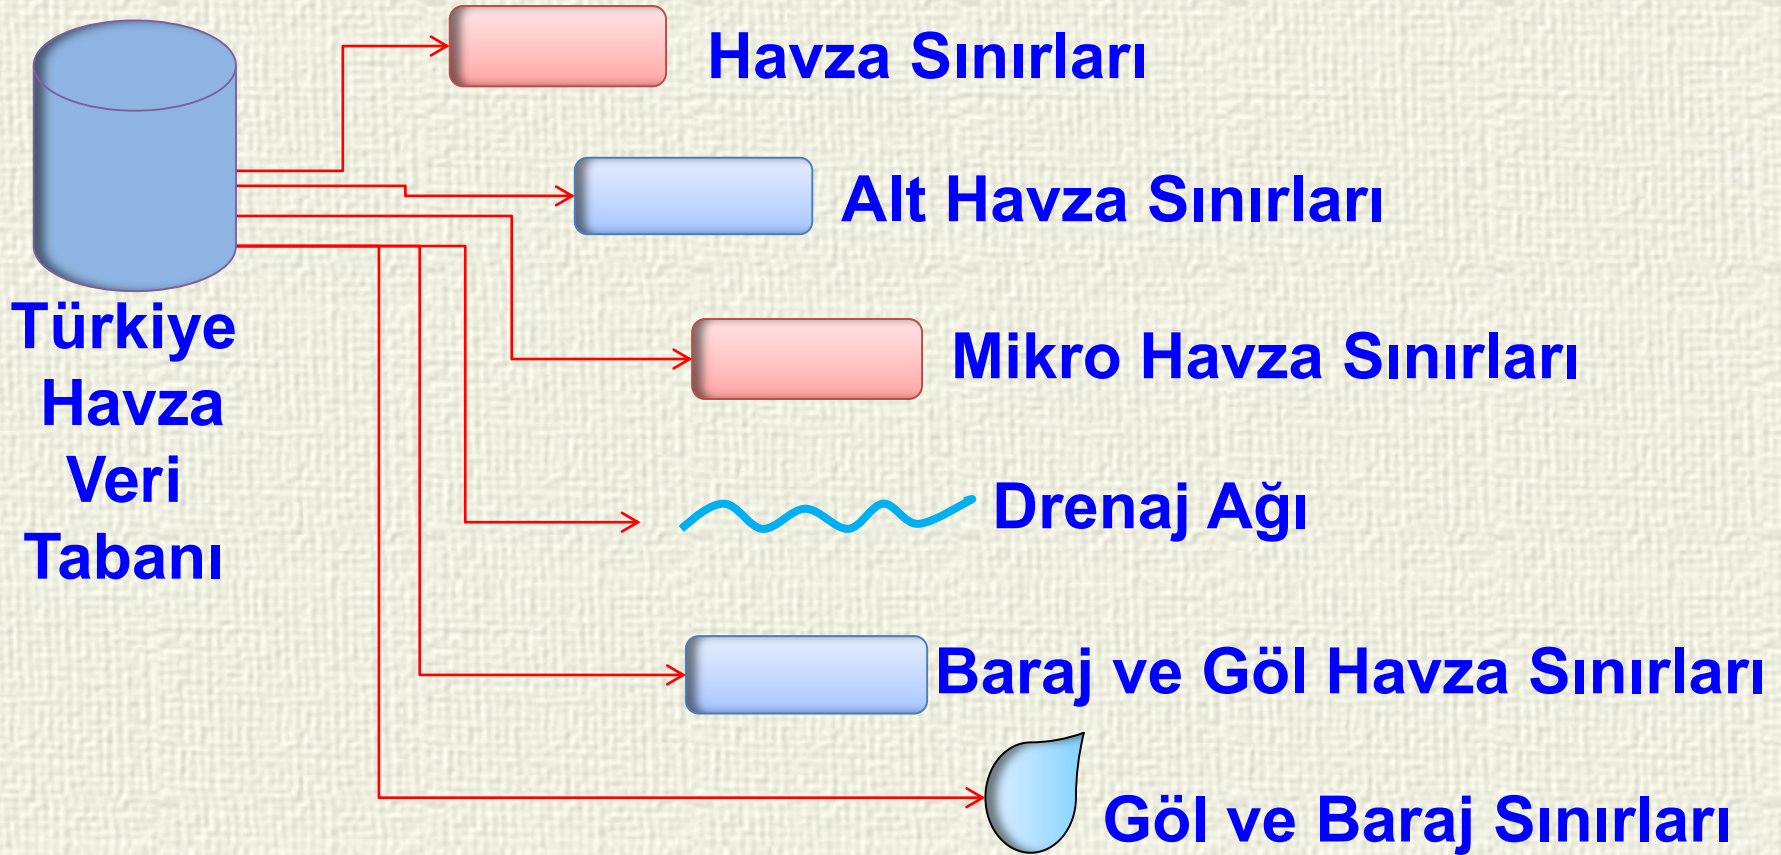 Havza Sınırları
Alt Havza Sınırları
Türkiye
Havza
Veri
Tabanı
Mikro Havza Sınırları
Drenaj Ağı
Baraj ve Göl Havza Sınırları
Göl ve Baraj Sınırları